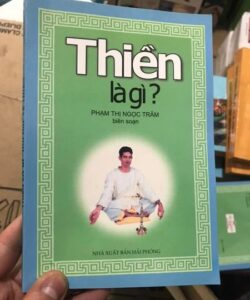 Thiền
là gì?
PHẠM THỊ NGỌC TRÂM
biên soạn
NHÀ XUẤT BẢN HẢI PHÒNG